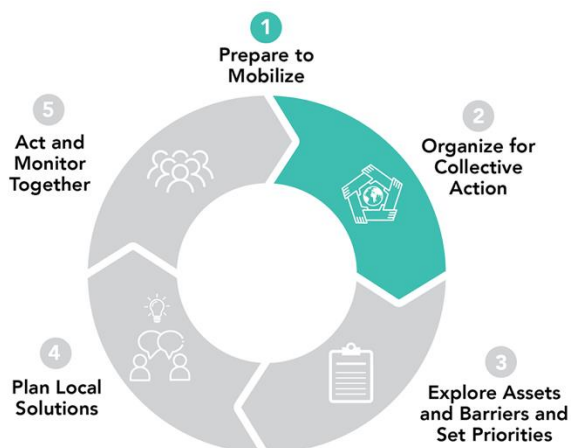 1
Prepare to
Mobilize
2
Organize for
Collective
Action
3
Explore Assets
and Barriers and
Set Priorities
4
Plan Local
Solutions
5
Act and
Monitor
Together